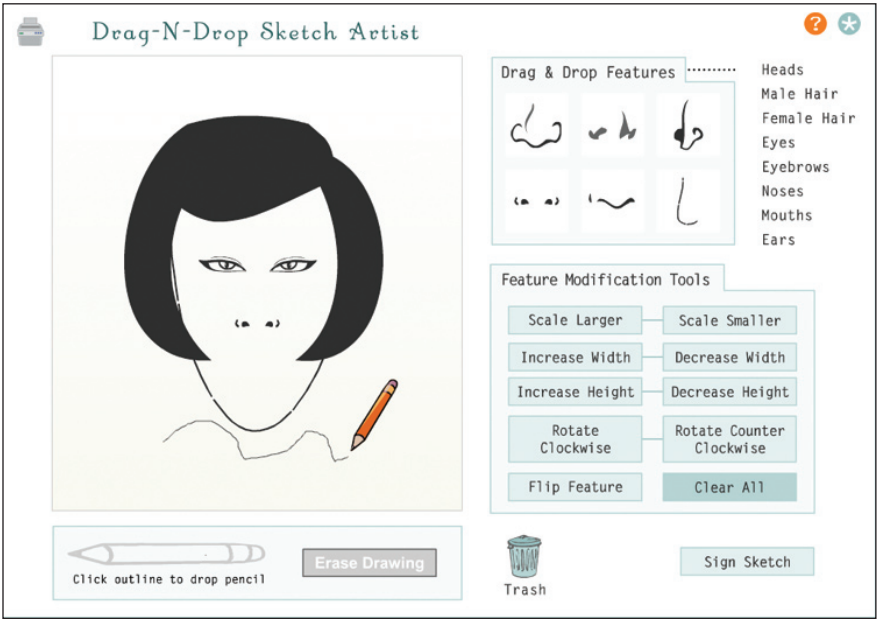 Drag-N-Drop Sketch Artist
?
Drag & Drop Features
Heads
Male Hair
Female Hair
Eyes
Eyebrows
Noses
Mouths
Ears
Feature Modification Tools
Scale Larger
Scale Smaller
Increase Width
Decrease Width
Increase Height
Decrease Height
Rotate
Clockwise
Rotate Counter
Clockwise
Flip Feature
Clear All
Click outline to drop pencil
Erase Drawing
Trash
Sign Sketch